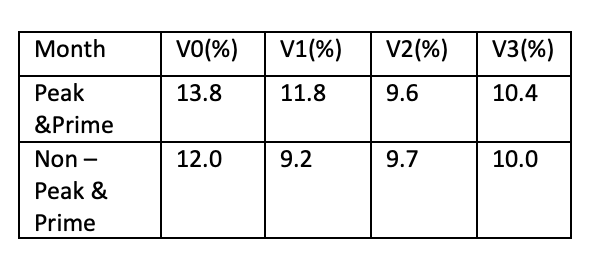 Month V0(%) V1(%) V2(%) V3(%)
Peak 13.8 11.8 9.6 10.4
&Prime
Non – 12.0 9.2 9.7 10.0
Peak &
Prime